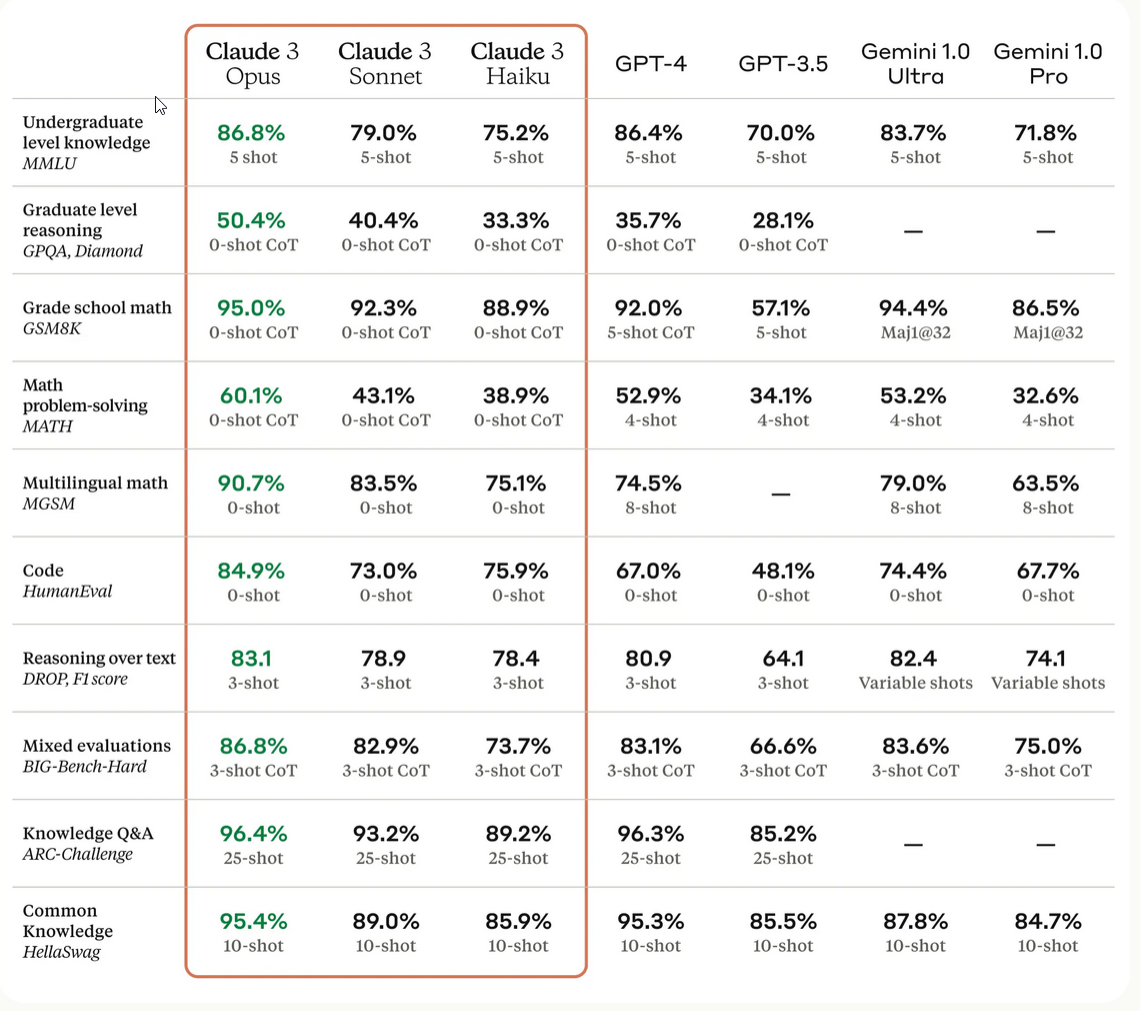 Claude 3 Opus Claude 3 Sonnet Claude 3 Haiku GPT-4 GPT-3.5 Gemini 1.0 Ultra Gemini 1.0 Pro
Undergraduate
level knowledge
MMLU
86.8% 79.0% 75.2% 86.4% 70.0% 83.7% 71.8%
5 shot 5-shot 5-shot 5-shot 5-shot 5-shot 5-shot
Graduate level
reasoning
GPQA, Diamond
50.4% 40.4% 33.3% 35.7% 28.1% — —
0-shot CoT 0-shot CoT 0-shot CoT 0-shot CoT 0-shot CoT
Grade school math
GSM8K
95.0% 92.3% 88.9% 92.0% 57.1% 94.4% 86.5%
0-shot CoT 0-shot CoT 0-shot CoT 5-shot CoT 5-shot Maj1@32 Maj1@32
Math
problem-solving
MATH
60.1% 43.1% 38.9% 52.9% 34.1% 53.2% 32.6%
0-shot CoT 0-shot CoT 0-shot CoT 4-shot 4-shot 4-shot 4-shot
Multilingual math
MGSM
90.7% 83.5% 75.1% 74.5% — 79.0% 63.5%
0-shot 0-shot 0-shot 8-shot 8-shot 8-shot
Code
HumanEval
84.9% 73.0% 75.9% 67.0% 48.1% 74.4% 67.7%
0-shot 0-shot 0-shot 0-shot 0-shot 0-shot 0-shot
Reasoning over text
DROP, F1 score
83.1 78.9 78.4 80.9 64.1 82.4 74.1
3-shot 3-shot 3-shot 3-shot 3-shot Variable shots Variable shots
Mixed evaluations
BIG-Bench-Hard
86.8% 82.9% 73.7% 83.1% 66.6% 83.6% 75.0%
3-shot CoT 3-shot CoT 3-shot CoT 3-shot CoT 3-shot CoT 3-shot CoT 3-shot CoT
Knowledge Q&A
ARC-Challenge
96.4% 93.2% 89.2% 96.3% 85.2% — —
25-shot 25-shot 25-shot 25-shot 25-shot
Common
Knowledge
HellaSwag
95.4% 89.0% 85.9% 95.3% 85.5% 87.8% 84.7%
10-shot 10-shot 10-shot 10-shot 10-shot 10-shot 10-shot